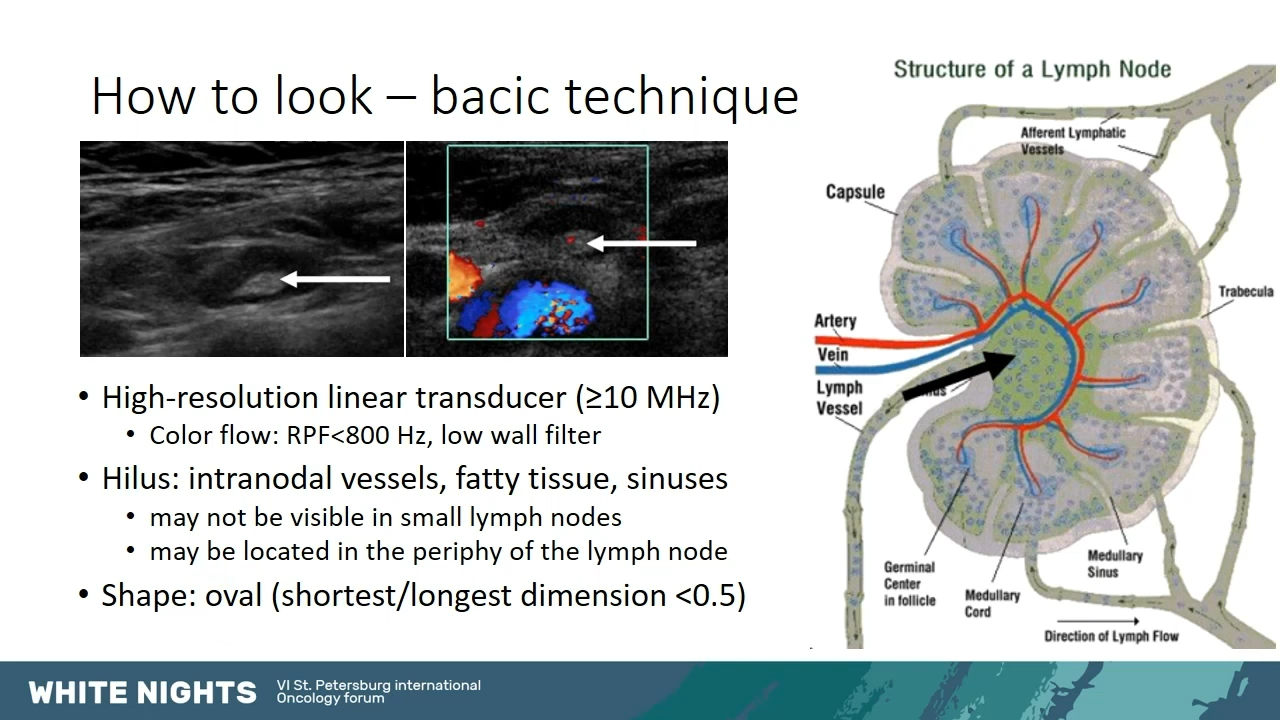 How to look – bacic technique
• High-resolution linear transducer (≥10 MHz)
• Color flow: RPF<800 Hz, low wall filter
• Hilus: intranodal vessels, fatty tissue, sinuses
• may not be visible in small lymph nodes
• may be located in the periphy of the lymph node
• Shape: oval (shortest/longest dimension <0.5)
Structure of a Lymph Node
Afferent Lymphatic
Vessels
Capsule
Trabecula
Artery
Vein
Lymph
Vessel
Germinal
Center
in follicle
Medullary
Cord
Medullary
Sinus
Direction of Lymph Flow
WHITE NIGHTS
VI St. Petersburg international
Oncology forum